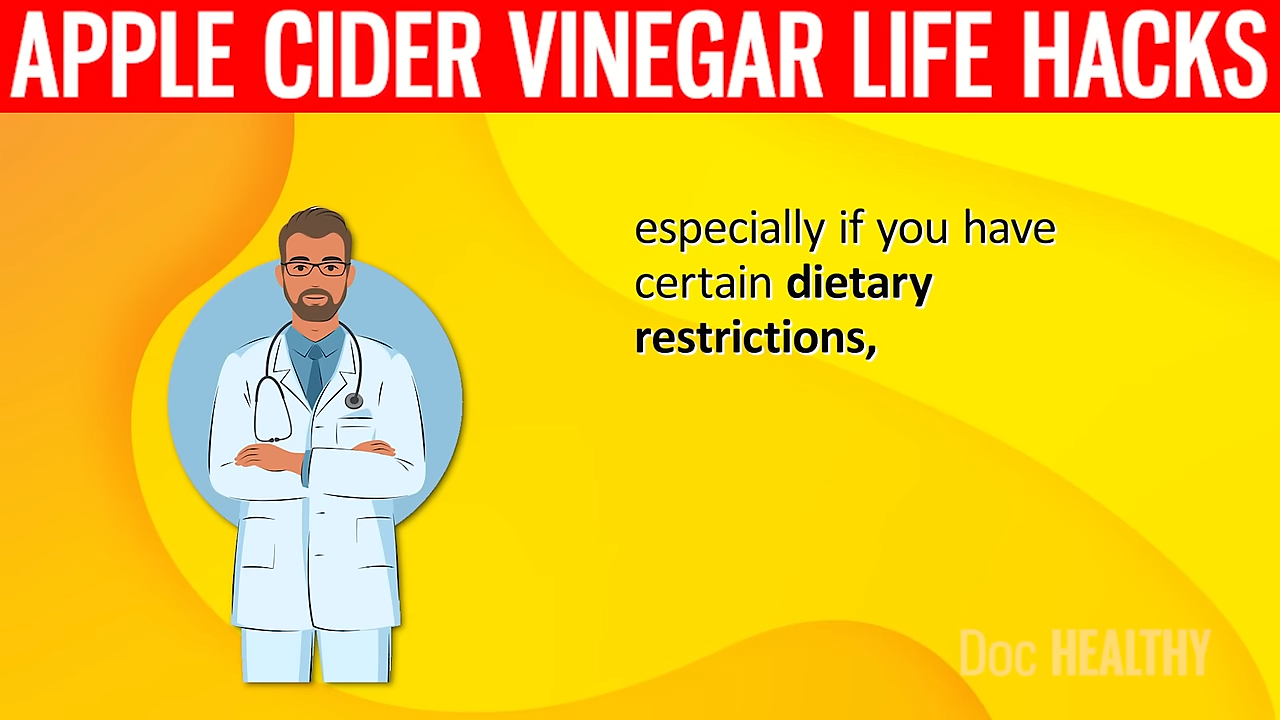 APPLE CIDER VINEGAR LIFE HACKS
especially if you have
certain dietary
restrictions,
Doc HEALTHY